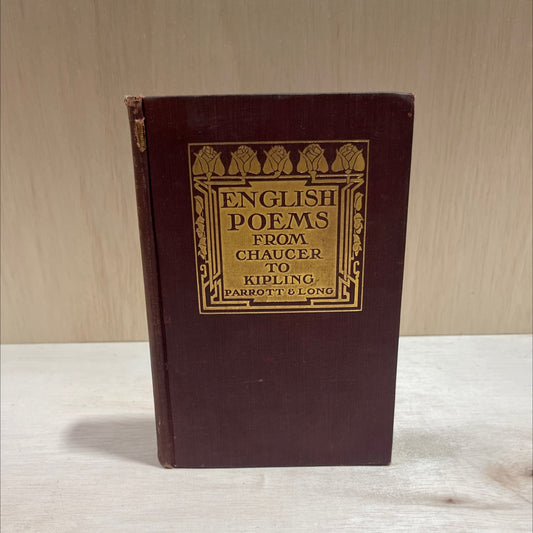 ENGLISH
POEMS
FROM
CHAUCER
TO
KIPLING
PARROTT & LONG